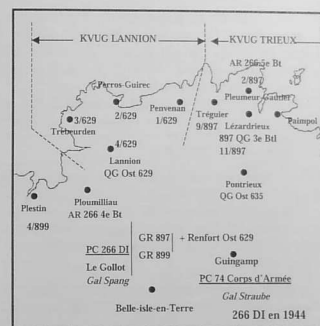 KVUG LANNION
KVUG TRIEUX
AR 266 5e Bt
2/897
Perros-Guirec
Pleumeur-Gautier
3/629
2/629
Penvenan
1/629
Tréguier
9/897
Lézardrieux
897 QG 3e Btl
11/897
Paimpol
Trébeurden
4/629
Lannion
QG Ost 629
Pontrieux
QG Ost 635
Plestin
4/899
Ploumilliau
AR 266 4e Bt
PC 266 DI
Le Gollot
Gal Spang
GR 897
GR 899
+ Renfort Ost 629
Guingamp
PC 74 Corps d'Armée
Gal Straube
Belle-isle-en-Terre
266 DI en 1944